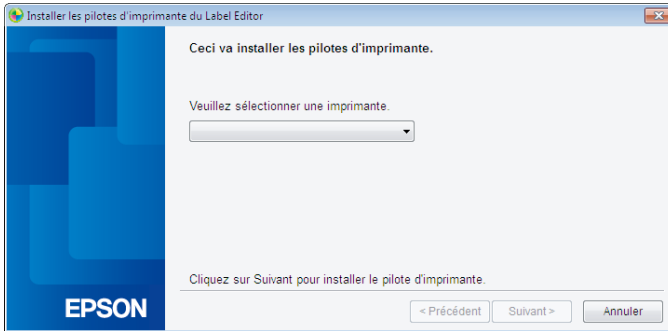 Installer les pilotes d'imprimante du Label Editor
Ceci va installer les pilotes d'imprimante.
Veuillez sélectionner une imprimante.
Cliquez sur Suivant pour installer le pilote d'imprimante.
EPSON
< Précédent
Suivant >
Annuler